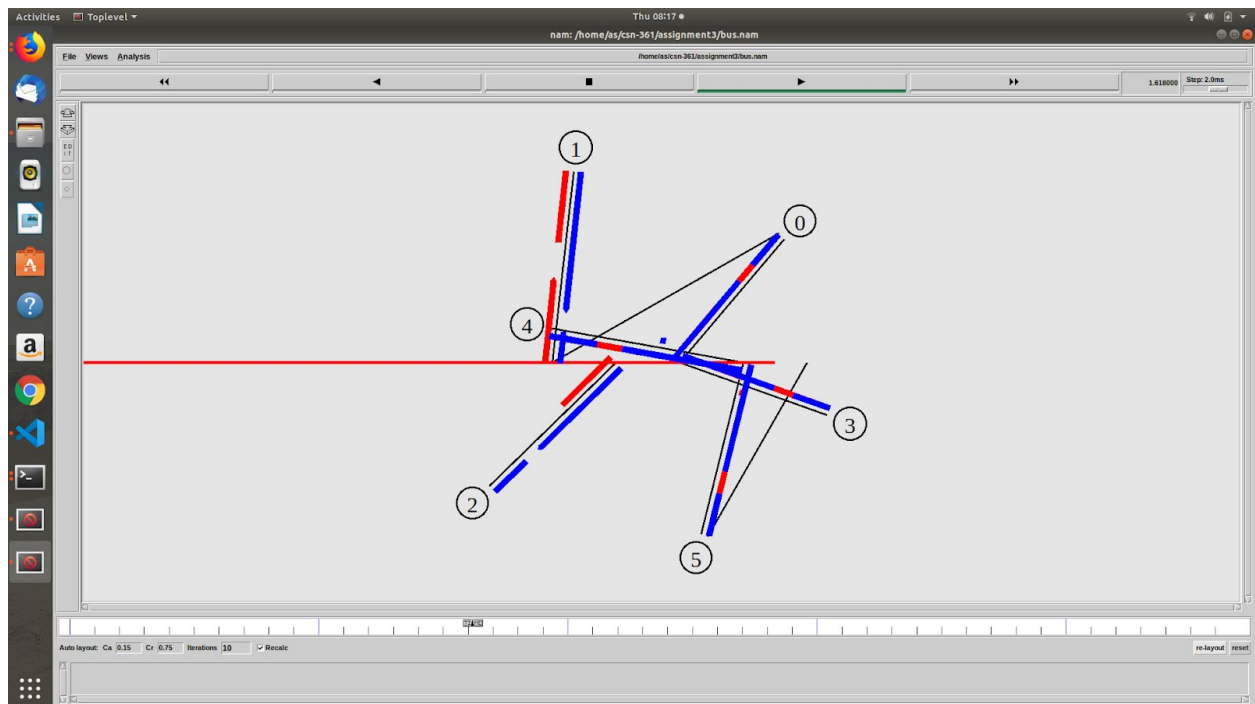 Activities Toplevel Thu 08:17
nam: /home/as/csn-361/assignment3/bus.nam
File Views Analysis /home/as/csn-361/assignment3/bus.nam
1.618000 Step: 2.0ms
ED
IT
1
0
4
3
2
5
Auto layout: Ca 0.15 Cr 0.75 Iterations 10 Recalc re-layout reset